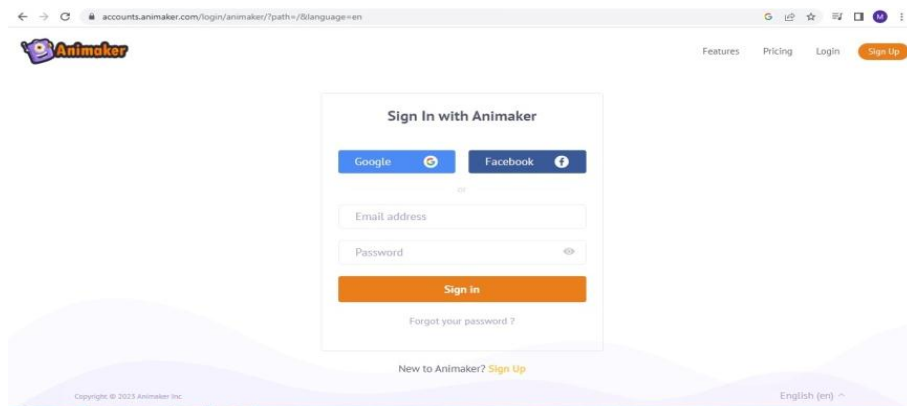 accounts.animaker.com/login/animaker/?path=/&language=en
M
Animaker
Features Pricing Login Sign Up
Sign In with Animaker
Google Facebook
or
Email address
Password
Sign in
Forgot your password ?
New to Animaker? Sign Up
Copyright © 2023 Animaker Inc.
English (en)